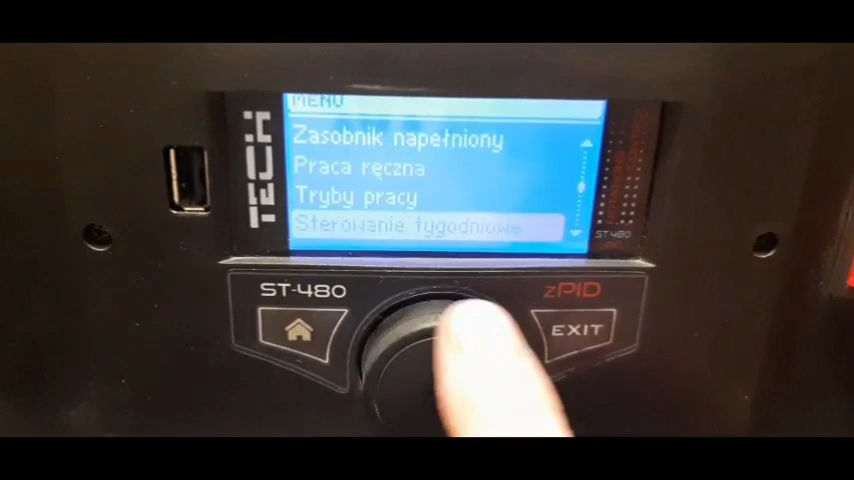 MENU
Zasobnik napełniony
Praca ręczna
Tryby pracy
Sterowanie tygodniowe
TECH
ST-480
ST-480
zPID
EXIT